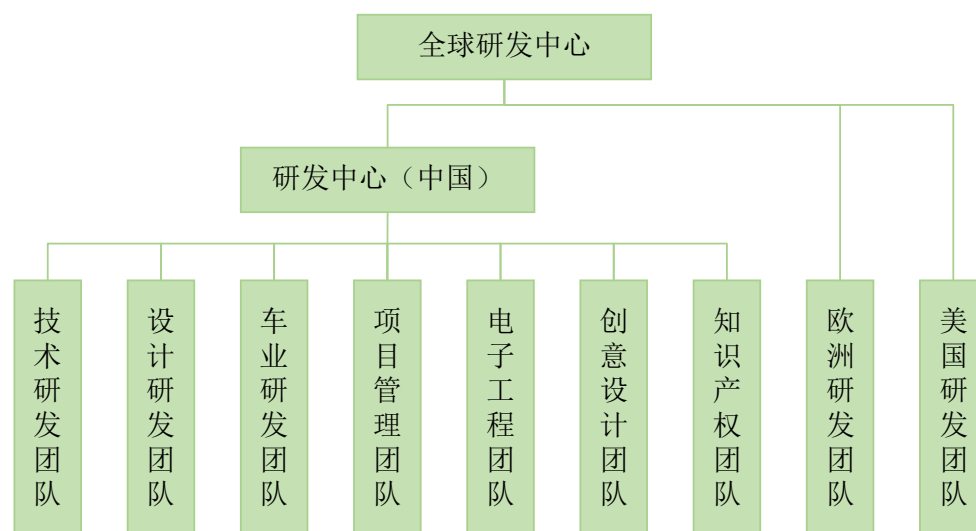 全球研发中心
研发中心（中国）
技术研发团队
设计研发团队
车业研发团队
项目管理团队
电子工程团队
创意设计团队
知识产权团队
欧洲研发团队
美国研发团队